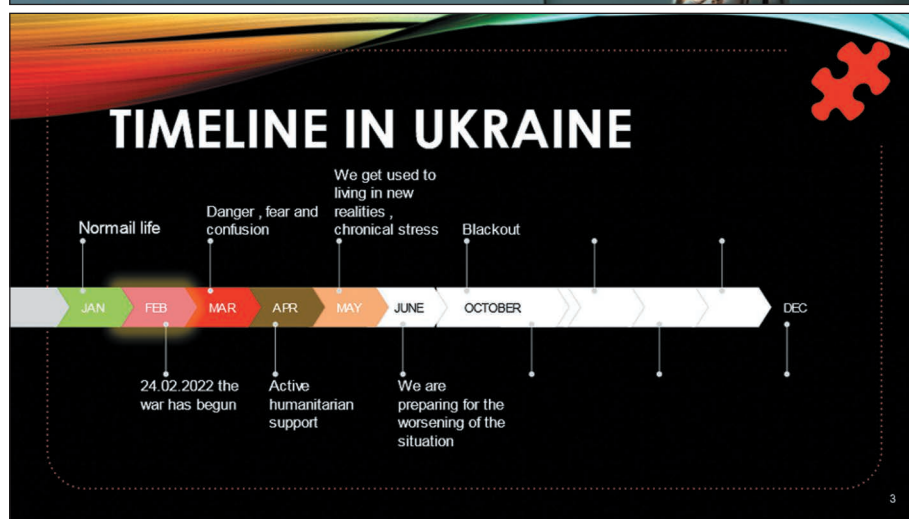 TIMELINE IN UKRAINE
We get used to
living in new
realities ,
chronical stress
Danger , fear and
confusion
Normail life
Blackout
JAN
FEB
MAR
APR
MAY
JUNE
OCTOBER
DEC
24.02.2022 the
war has begun
Active
humanitarian
support
We are
preparing for the
worsening of the
situation
3